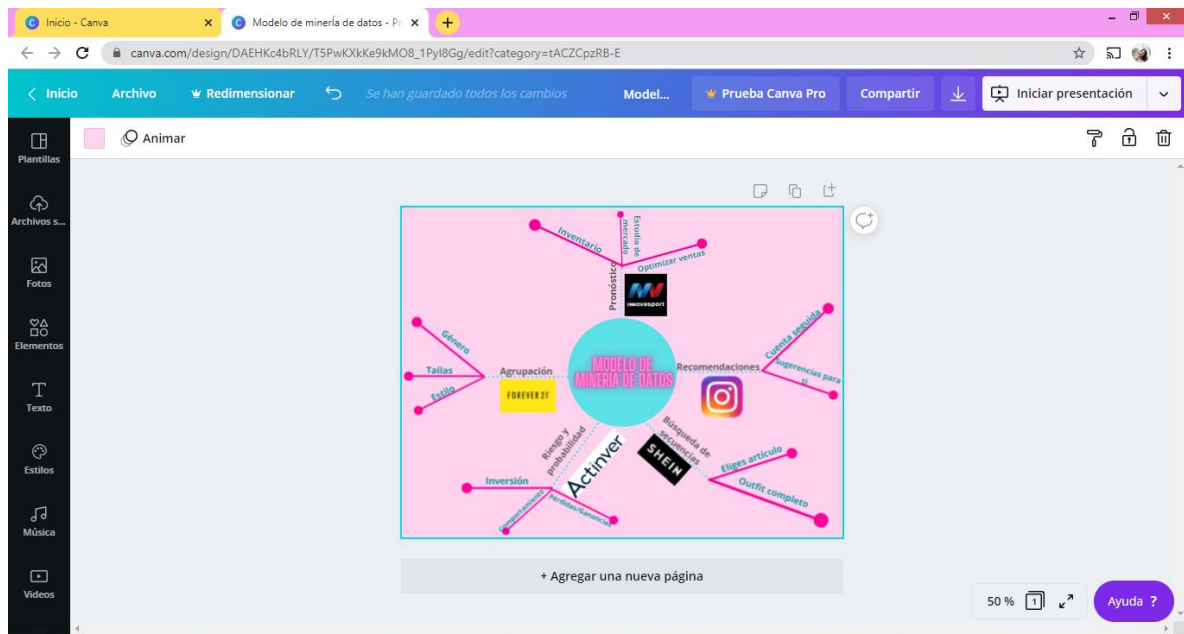 Inicio - Canva
Modelo de minería de datos - Pr
canva.com/design/DAEHKc4bRLY/T5PwKXkKe9kMO8_1PyI8Gg/edit?category=tACZCpzRB-E
Inicio
Archivo
Redimensionar
Se han guardado todos los cambios
Model...
Prueba Canva Pro
Compartir
Iniciar presentación
Animar
Plantillas
Archivos s...
Fotos
Elementos
Texto
Estilos
Música
Videos
Inventario
Estudio de
mercado
Optimizar ventas
Pronóstico
INNOVASPORT
Género
Tallas
Estilo
Agrupación
FOREVER 21
MODELO DE
MINERÍA DE DATOS
Recomendaciones
Cuenta seguida
Sugerencias para
ti
Riesgo y
probabilidad
Actinver
Inversión
Comportamiento
Pérdidas/Ganancias
Búsqueda de
secuencias
SHEIN
Eliges artículo
Outfit completo
+ Agregar una nueva página
50 %
1
Ayuda ?